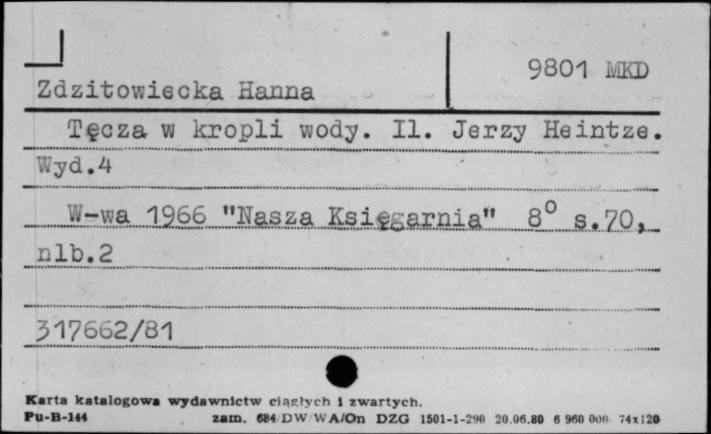 9801 MKD
Zdzitowiecka Hanna
Tęcza w kropli wody. Il. Jerzy Heintze.
Wyd.4
W-wa 1966 "Nasza Księgarnia" 8° s.70,
nlb.2
317662/81
Karta katalogowa wydawnictw ciągłych i zwartych.
Pu-B-144 zam. 684/DW/WA/On DZG 1501-1-290 20.06.80 6 960 000 74x120